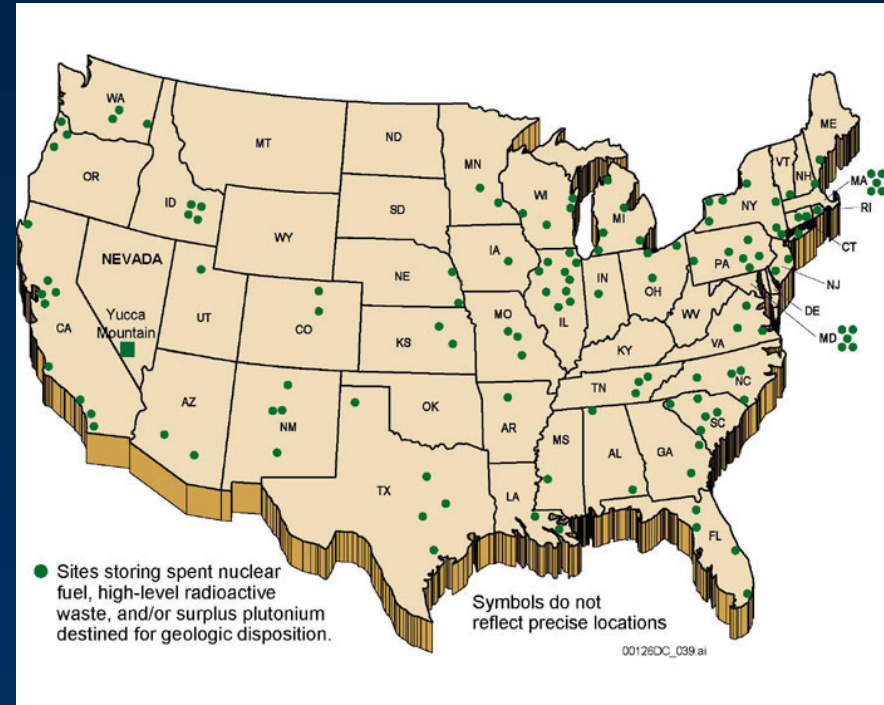 WA
MT
ND
MN
ME
VT
NH
MA
RI
CT
OR
ID
SD
WI
MI
NY
WY
IA
PA
NJ
NEVADA
NE
IN
OH
DE
MD
Yucca
Mountain
UT
CO
IL
WV
VA
CA
KS
MO
KY
AZ
NM
OK
TN
NC
AR
SC
MS
AL
GA
TX
LA
FL
Sites storing spent nuclear
fuel, high-level radioactive
waste, and/or surplus plutonium
destined for geologic disposition.
Symbols do not
reflect precise locations
00126DC_039.ai